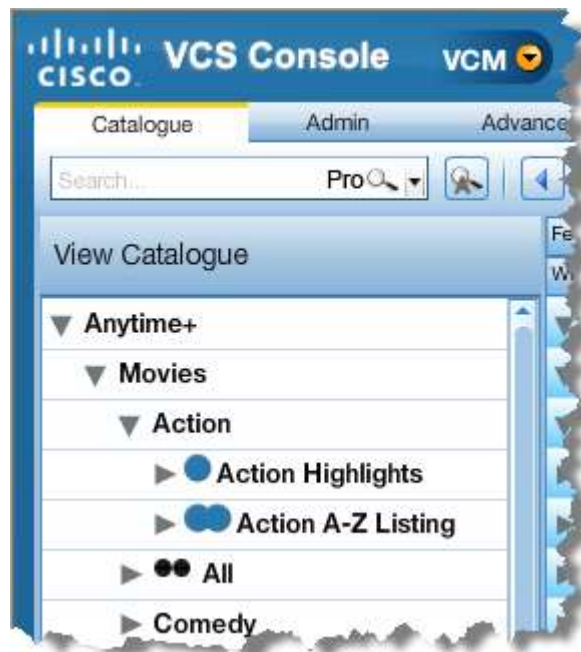 CISCO VCS Console VCM
Catalogue Admin Advance
Search... Pro
View Catalogue
Fe
Anytime+
Movies
Action
Action Highlights
Action A-Z Listing
All
Comedy